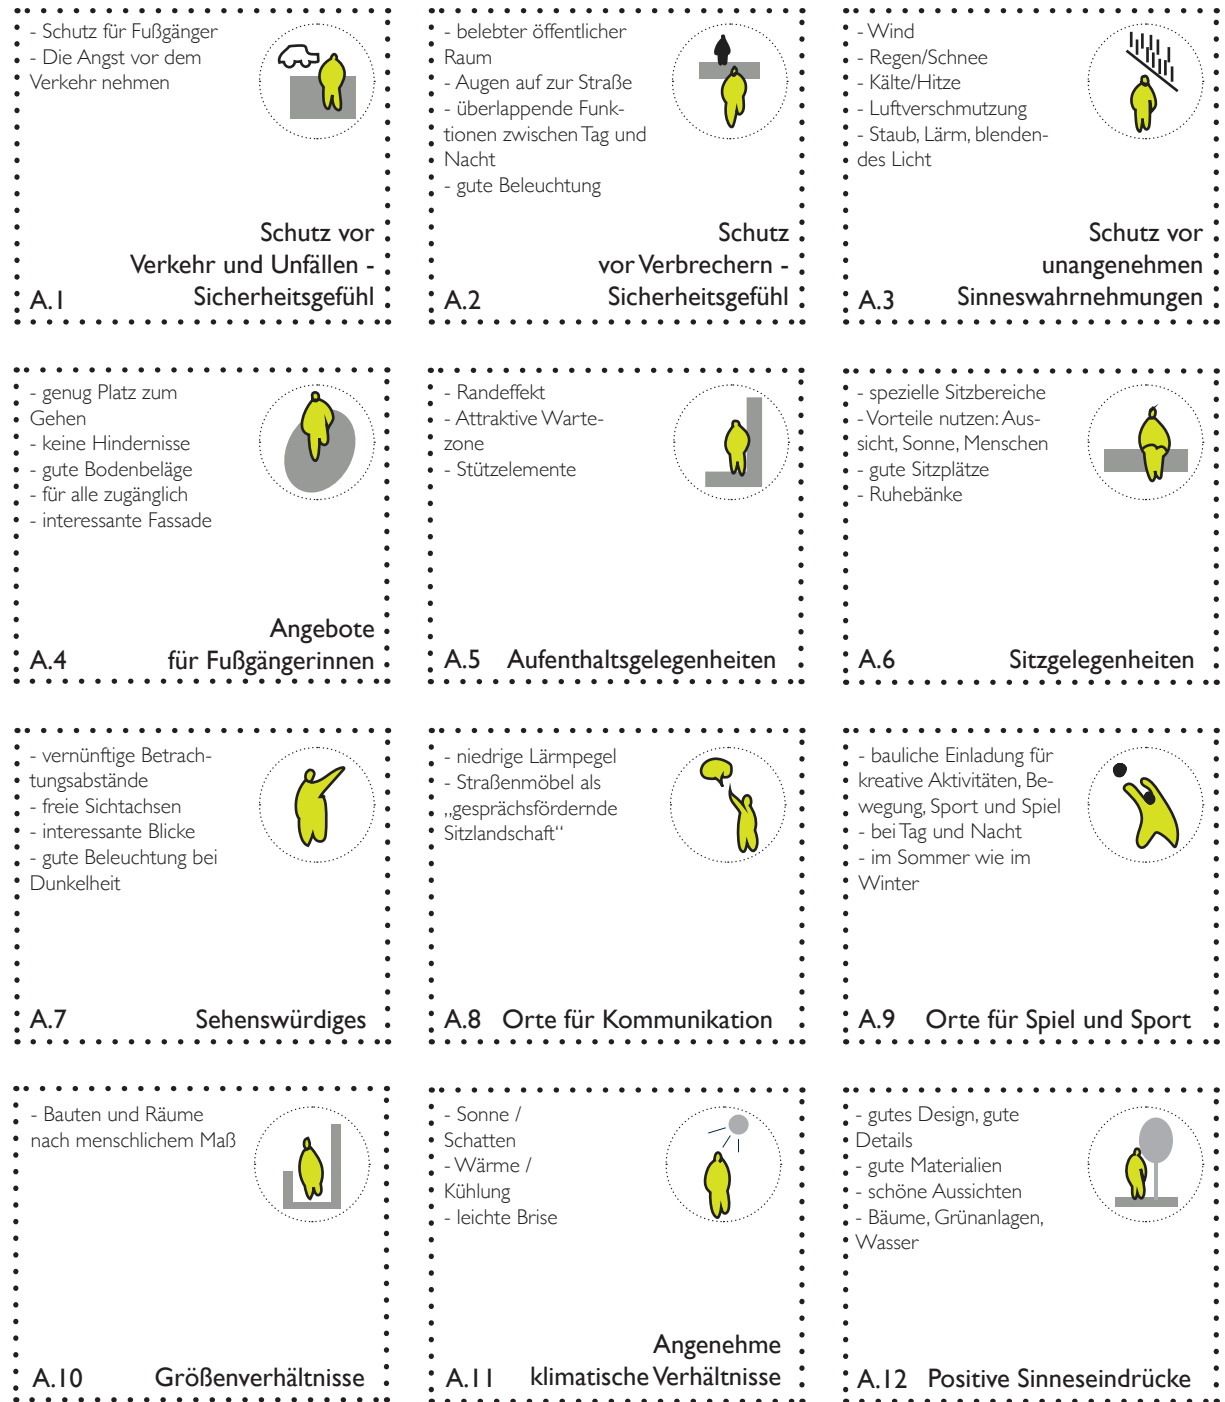 - Schutz für Fußgänger
- Die Angst vor dem
Verkehr nehmen
Schutz vor
Verkehr und Unfällen -
A.1 Sicherheitsgefühl
- belebter öffentlicher
Raum
- Augen auf zur Straße
- überlappende Funk-
tionen zwischen Tag und
Nacht
- gute Beleuchtung
Schutz
vor Verbrechern -
A.2 Sicherheitsgefühl
- Wind
- Regen/Schnee
- Kälte/Hitze
- Luftverschmutzung
- Staub, Lärm, blenden-
des Licht
Schutz vor
unangenehmen
A.3 Sinneswahrnehmungen
- genug Platz zum
Gehen
- keine Hindernisse
- gute Bodenbeläge
- für alle zugänglich
- interessante Fassade
Angebote
A.4 für Fußgängerinnen
- Randeffekt
- Attraktive Warte-
zone
- Stützelemente
A.5 Aufenthaltsgelegenheiten
- spezielle Sitzbereiche
- Vorteile nutzen: Aus-
sicht, Sonne, Menschen
- gute Sitzplätze
- Ruhebänke
A.6 Sitzgelegenheiten
- vernünftige Betrach-
tungsabstände
- freie Sichtachsen
- interessante Blicke
- gute Beleuchtung bei
Dunkelheit
A.7 Sehenswürdiges
- niedrige Lärmpegel
- Straßenmöbel als
„gesprächsfördernde
Sitzlandschaft“
A.8 Orte für Kommunikation
- bauliche Einladung für
kreative Aktivitäten, Be-
wegung, Sport und Spiel
- bei Tag und Nacht
- im Sommer wie im
Winter
A.9 Orte für Spiel und Sport
- Bauten und Räume
nach menschlichem Maß
A.10 Größenverhältnisse
- Sonne /
Schatten
- Wärme /
Kühlung
- leichte Brise
Angenehme
A.11 klimatische Verhältnisse
- gutes Design, gute
Details
- gute Materialien
- schöne Aussichten
- Bäume, Grünanlagen,
Wasser
A.12 Positive Sinneseindrücke